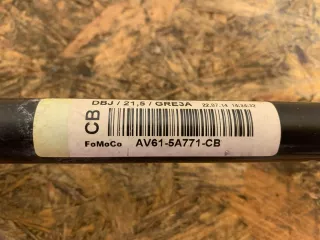 DBJ / 21,5 / GRE3A
CB
FoMoCo AV61-5A771-CB